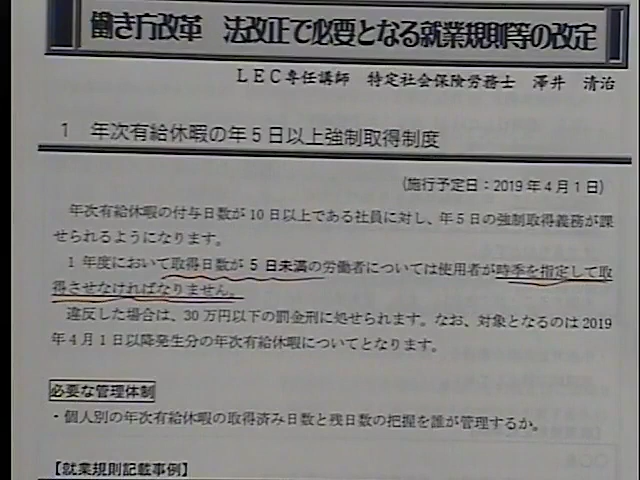 働き方改革 法改正で必要となる就業規則等の改定
LEC専任講師 特定社会保険労務士 澤井 清治
1 年次有給休暇の年5日以上強制取得制度
(施行予定日:2019年4月1日)
年次有給休暇の付与日数が10日以上である社員に対し、年5日の強制取得義務が課
せられるようになります。
1年度において取得日数が5日未満の労働者については使用者が時季を指定して取
得させなければなりません。
違反した場合は、30万円以下の罰金刑に処せられます。なお、対象となるのは2019
年4月1日以降発生分の年次有給休暇についてとなります。
必要な管理体制
・個人別の年次有給休暇の取得済み日数と残日数の把握を誰が管理するか。
【就業規則記載事例】